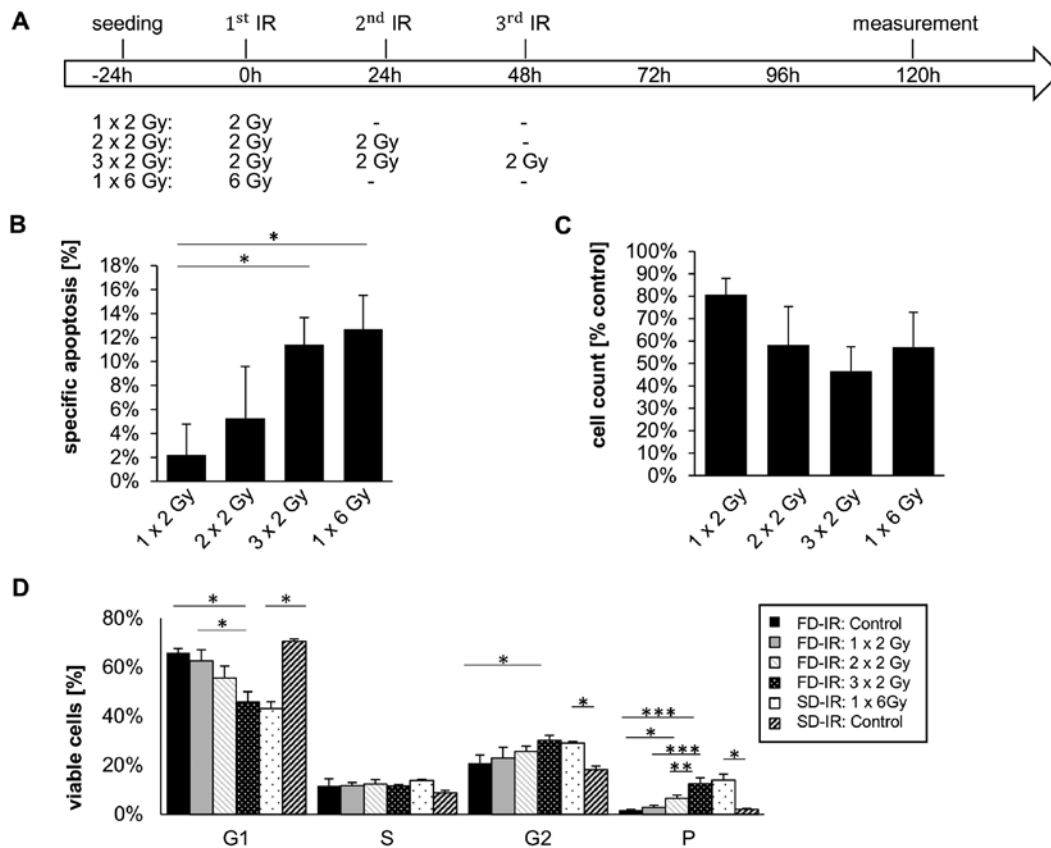 A
seeding 1st IR 2nd IR 3rd IR measurement
-24h 0h 24h 48h 72h 96h 120h
1 x 2 Gy: 2 Gy - -
2 x 2 Gy: 2 Gy 2 Gy -
3 x 2 Gy: 2 Gy 2 Gy 2 Gy
1 x 6 Gy: 6 Gy - -
B
specific apoptosis [%]
* 
*
18%
16%
14%
12%
10%
8%
6%
4%
2%
0%
1 x 2 Gy 2 x 2 Gy 3 x 2 Gy 1 x 6 Gy
C
cell count [% control]
100%
90%
80%
70%
60%
50%
40%
30%
20%
10%
0%
1 x 2 Gy 2 x 2 Gy 3 x 2 Gy 1 x 6 Gy
D
viable cells [%]
80%
60%
40%
20%
0%
* *
*
*
*
***
*
*** *
**
G1 S G2 P
FD-IR: Control
FD-IR: 1 x 2 Gy
FD-IR: 2 x 2 Gy
FD-IR: 3 x 2 Gy
SD-IR: 1 x 6Gy
SD-IR: Control